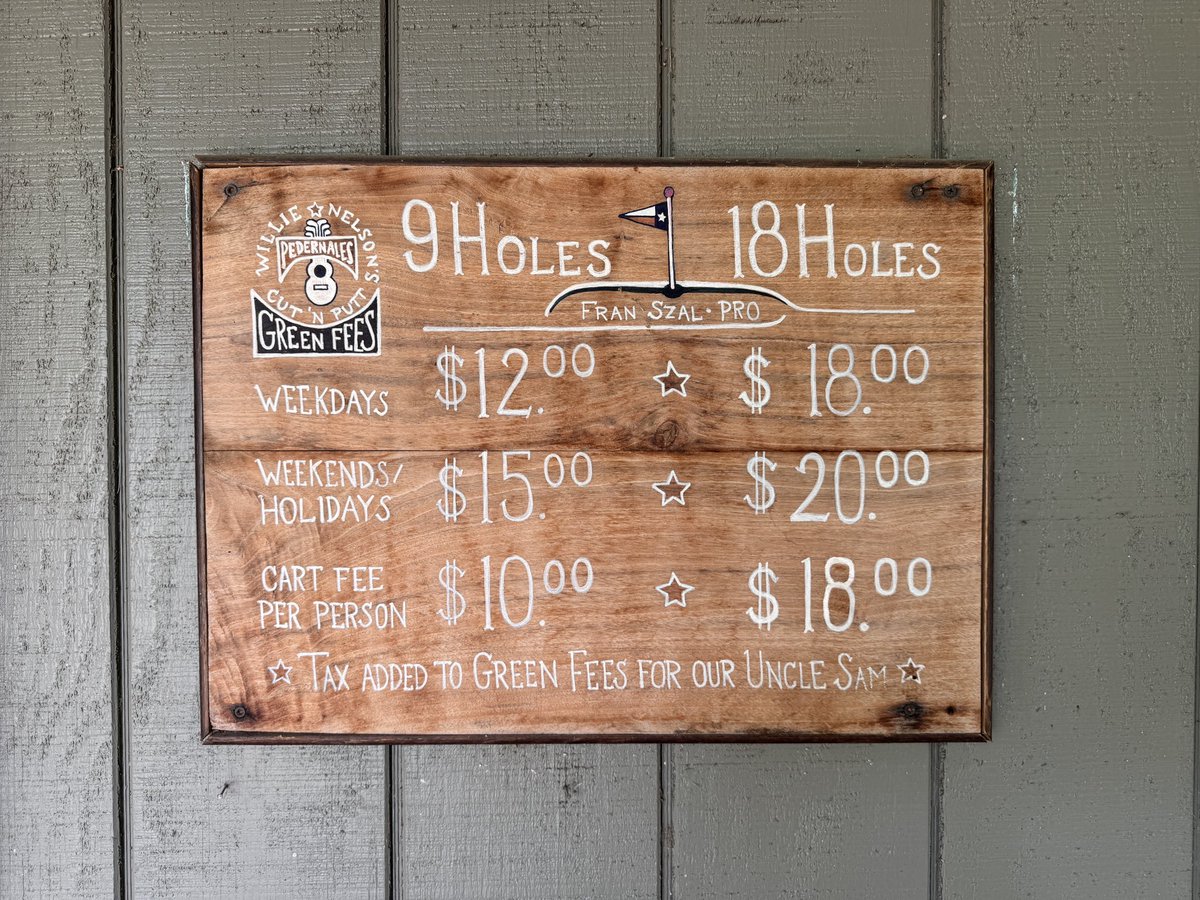 WILLIE NELSON'S
PEDERNALES
CUT 'N PUTT
GREEN FEES
9 HOLES 18 HOLES
FRAN SZAL · PRO
WEEKDAYS $12.00 $18.00
WEEKENDS/
HOLIDAYS $15.00 $20.00
CART FEE
PER PERSON $10.00 $18.00
TAX ADDED TO GREEN FEES FOR OUR UNCLE SAM